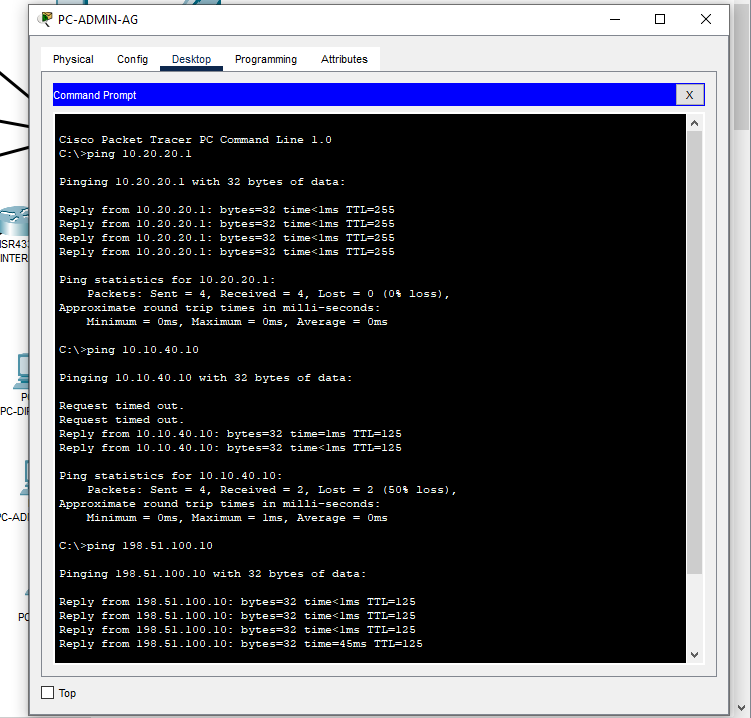 PC-ADMIN-AG
Physical Config Desktop Programming Attributes
Command Prompt X
Cisco Packet Tracer PC Command Line 1.0
C:\>ping 10.20.20.1
Pinging 10.20.20.1 with 32 bytes of data:
Reply from 10.20.20.1: bytes=32 time<1ms TTL=255
Reply from 10.20.20.1: bytes=32 time<1ms TTL=255
Reply from 10.20.20.1: bytes=32 time<1ms TTL=255
Reply from 10.20.20.1: bytes=32 time<1ms TTL=255
Ping statistics for 10.20.20.1:
Packets: Sent = 4, Received = 4, Lost = 0 (0% loss),
Approximate round trip times in milli-seconds:
Minimum = 0ms, Maximum = 0ms, Average = 0ms
C:\>ping 10.10.40.10
Pinging 10.10.40.10 with 32 bytes of data:
Request timed out.
Request timed out.
Reply from 10.10.40.10: bytes=32 time=1ms TTL=125
Reply from 10.10.40.10: bytes=32 time<1ms TTL=125
Ping statistics for 10.10.40.10:
Packets: Sent = 4, Received = 2, Lost = 2 (50% loss),
Approximate round trip times in milli-seconds:
Minimum = 0ms, Maximum = 1ms, Average = 0ms
C:\>ping 198.51.100.10
Pinging 198.51.100.10 with 32 bytes of data:
Reply from 198.51.100.10: bytes=32 time<1ms TTL=125
Reply from 198.51.100.10: bytes=32 time<1ms TTL=125
Reply from 198.51.100.10: bytes=32 time<1ms TTL=125
Reply from 198.51.100.10: bytes=32 time=45ms TTL=125
Top